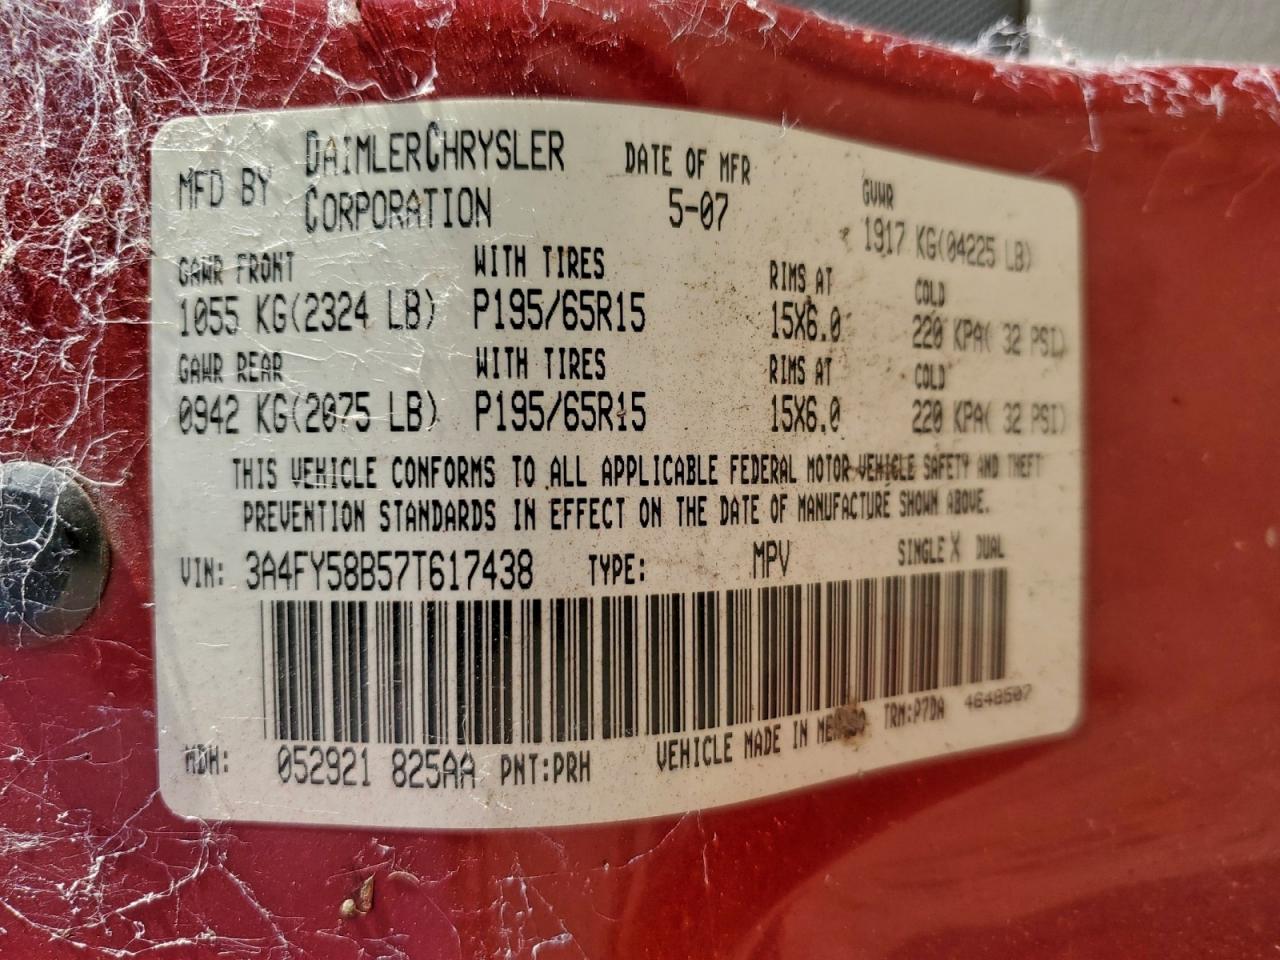 MFD BY DAIMLERCHRYSLER CORPORATION
DATE OF MFR 5-07
GVWR 1917 KG(04225 LB)
GAWR FRONT WITH TIRES RIMS AT COLD
1055 KG(2324 LB) P195/65R15 15X6.0 220 KPA( 32 PSI)
GAWR REAR WITH TIRES RIMS AT COLD
0942 KG(2075 LB) P195/65R15 15X6.0 220 KPA( 32 PSI)
THIS VEHICLE CONFORMS TO ALL APPLICABLE FEDERAL MOTOR VEHICLE SAFETY AND THEFT
PREVENTION STANDARDS IN EFFECT ON THE DATE OF MANUFACTURE SHOWN ABOVE.
VIN: 3A4FY58B57T617438 TYPE: MPV SINGLE X DUAL
MDH: 052921 825AA PNT:PRH VEHICLE MADE IN MEXICO TRM:P7DA 4648507